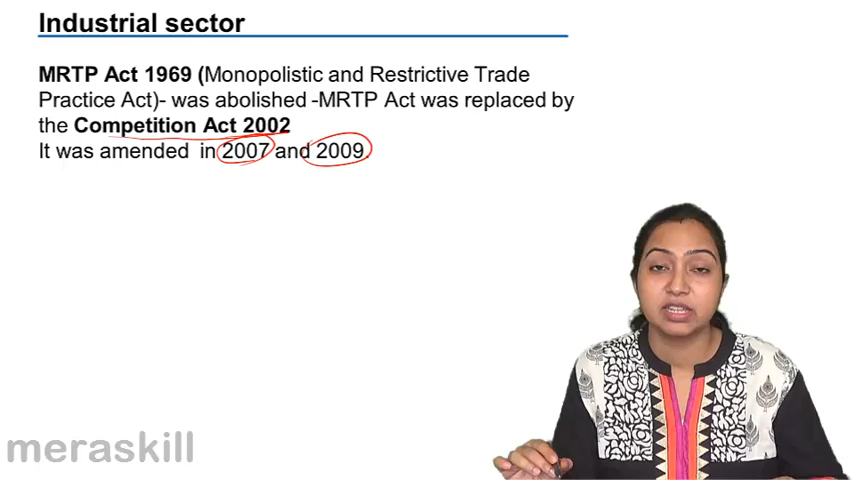 Industrial sector
MRTP Act 1969 (Monopolistic and Restrictive Trade
Practice Act)- was abolished -MRTP Act was replaced by
the Competition Act 2002
It was amended in 2007 and 2009.
meraskill